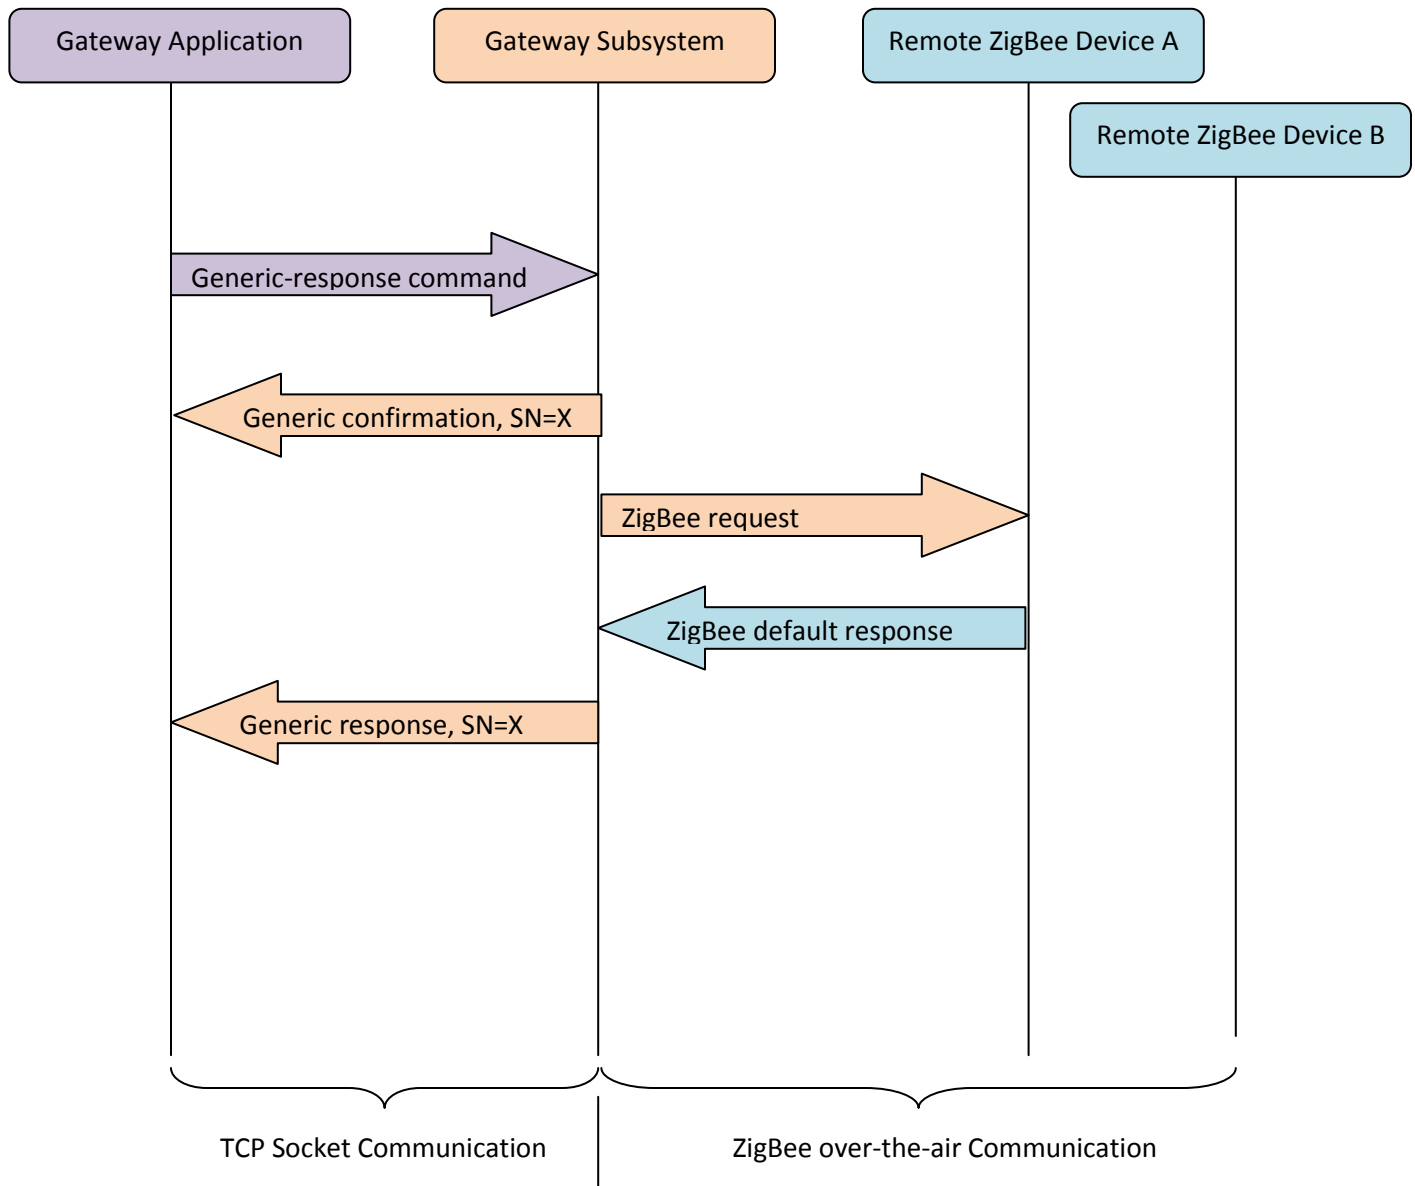 Gateway Application
Gateway Subsystem
Remote ZigBee Device A
Remote ZigBee Device B
Generic-response command
Generic confirmation, SN=X
ZigBee request
ZigBee default response
Generic response, SN=X
TCP Socket Communication
ZigBee over-the-air Communication